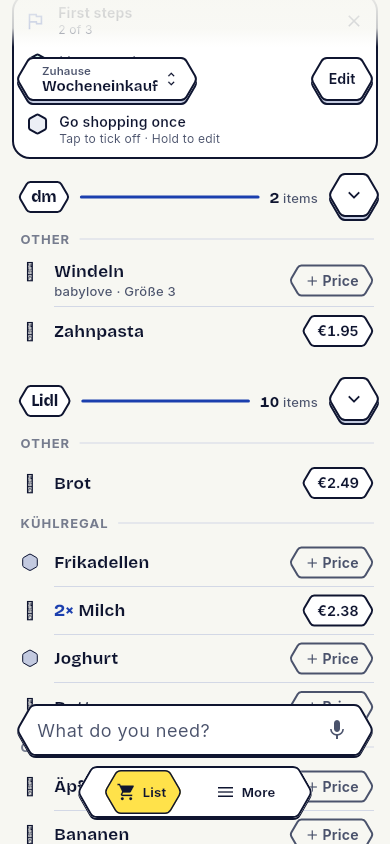 First steps
2 of 3
Zuhause
Wocheneinkauf
Edit
Go shopping once
Tap to tick off · Hold to edit
dm
2 items
OTHER
Windeln
babylove · Größe 3
+ Price
Zahnpasta
€1.95
Lidl
10 items
OTHER
Brot
€2.49
KÜHLREGAL
Frikadellen
+ Price
2× Milch
€2.38
Joghurt
+ Price
+ Price
What do you need?
+ Price
List
More
Bananen
+ Price